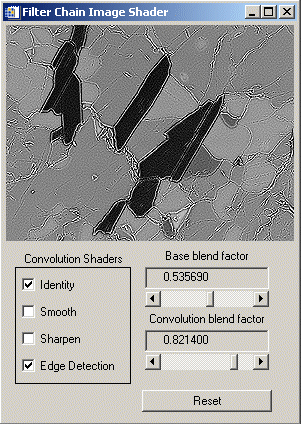 Filter Chain Image Shader
Convolution Shaders
Identity
Smooth
Sharpen
Edge Detection
Base blend factor
0.535690
Convolution blend factor
0.821400
Reset